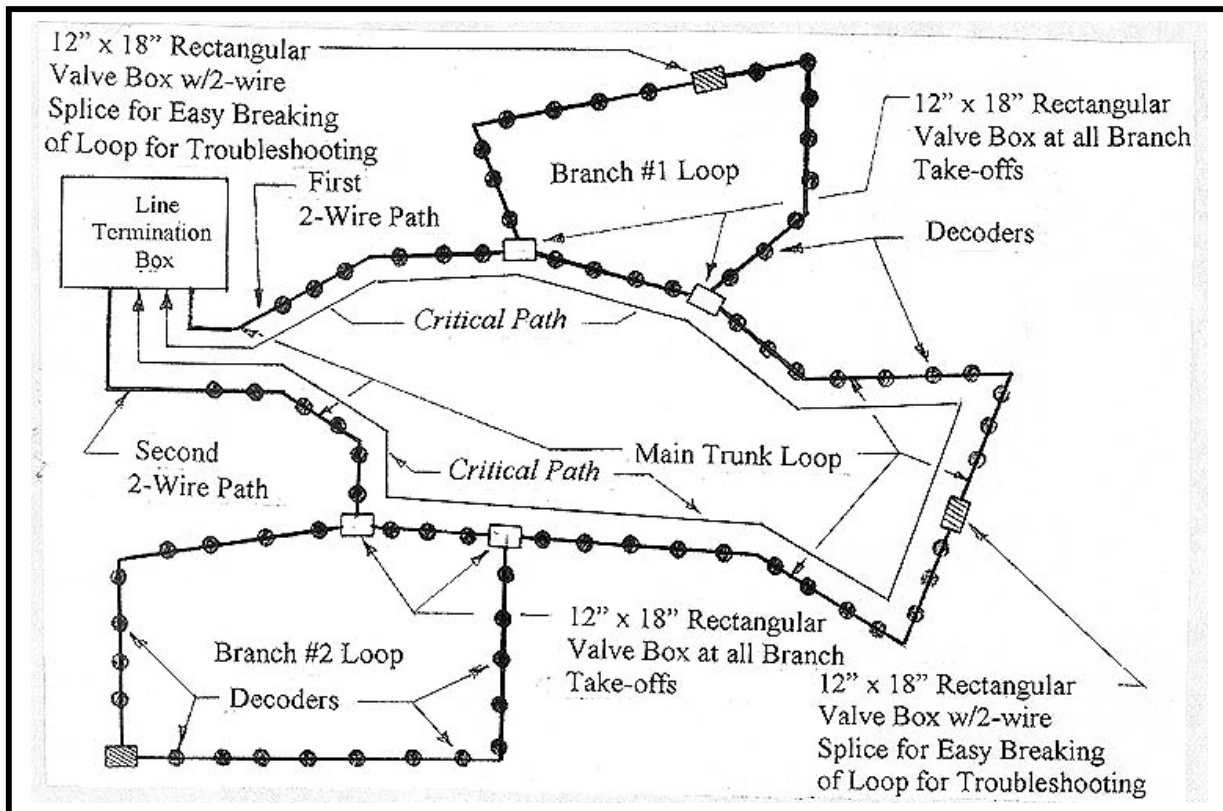 12” x 18” Rectangular
Valve Box w/2-wire
Splice for Easy Breaking
of Loop for Troubleshooting
First
2-Wire Path
Line
Termination
Box
Branch #1 Loop
12” x 18” Rectangular
Valve Box at all Branch
Take-offs
Decoders
Critical Path
Main Trunk Loop
Second
2-Wire Path
Critical Path
Branch #2 Loop
Decoders
12” x 18” Rectangular
Valve Box at all Branch
Take-offs
12” x 18” Rectangular
Valve Box w/2-wire
Splice for Easy Breaking
of Loop for Troubleshooting